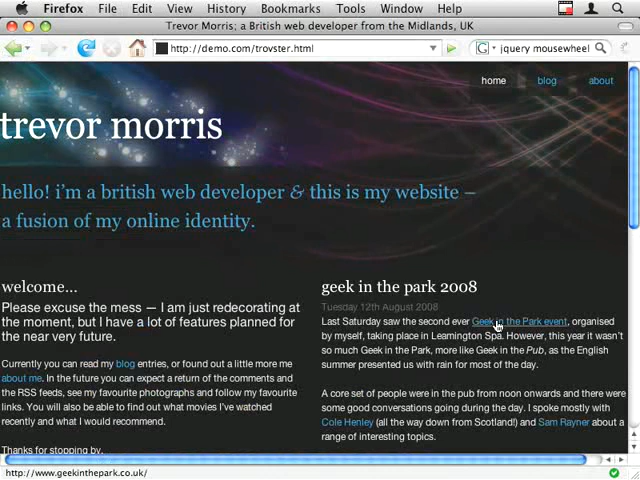 Firefox File Edit View History Bookmarks Tools Window Help
Trevor Morris; a British web developer from the Midlands, UK
http://demo.com/trovster.html
G jquery mousewheel
home blog about
trevor morris
hello! i'm a british web developer & this is my website –
a fusion of my online identity.
welcome...
Please excuse the mess — I am just redecorating at
the moment, but I have a lot of features planned for
the near very future.
Currently you can read my blog entries, or found out a little more me
about me. In the future you can expect a return of the comments and
the RSS feeds, see my favourite photographs and follow my favourite
links. You will also be able to find out what movies I've watched
recently and what I would recommend.
Thanks for stopping by,
geek in the park 2008
Tuesday 12th August 2008
Last Saturday saw the second ever Geek in the Park event, organised
by myself, taking place in Leamington Spa. However, this year it wasn't
so much Geek in the Park, more like Geek in the Pub, as the English
summer presented us with rain for most of the day.
A core set of people were in the pub from noon onwards and there were
some good conversations going during the day. I spoke mostly with
Cole Henley (all the way down from Scotland!) and Sam Rayner about a
range of interesting topics.
http://www.geekinthepark.co.uk/